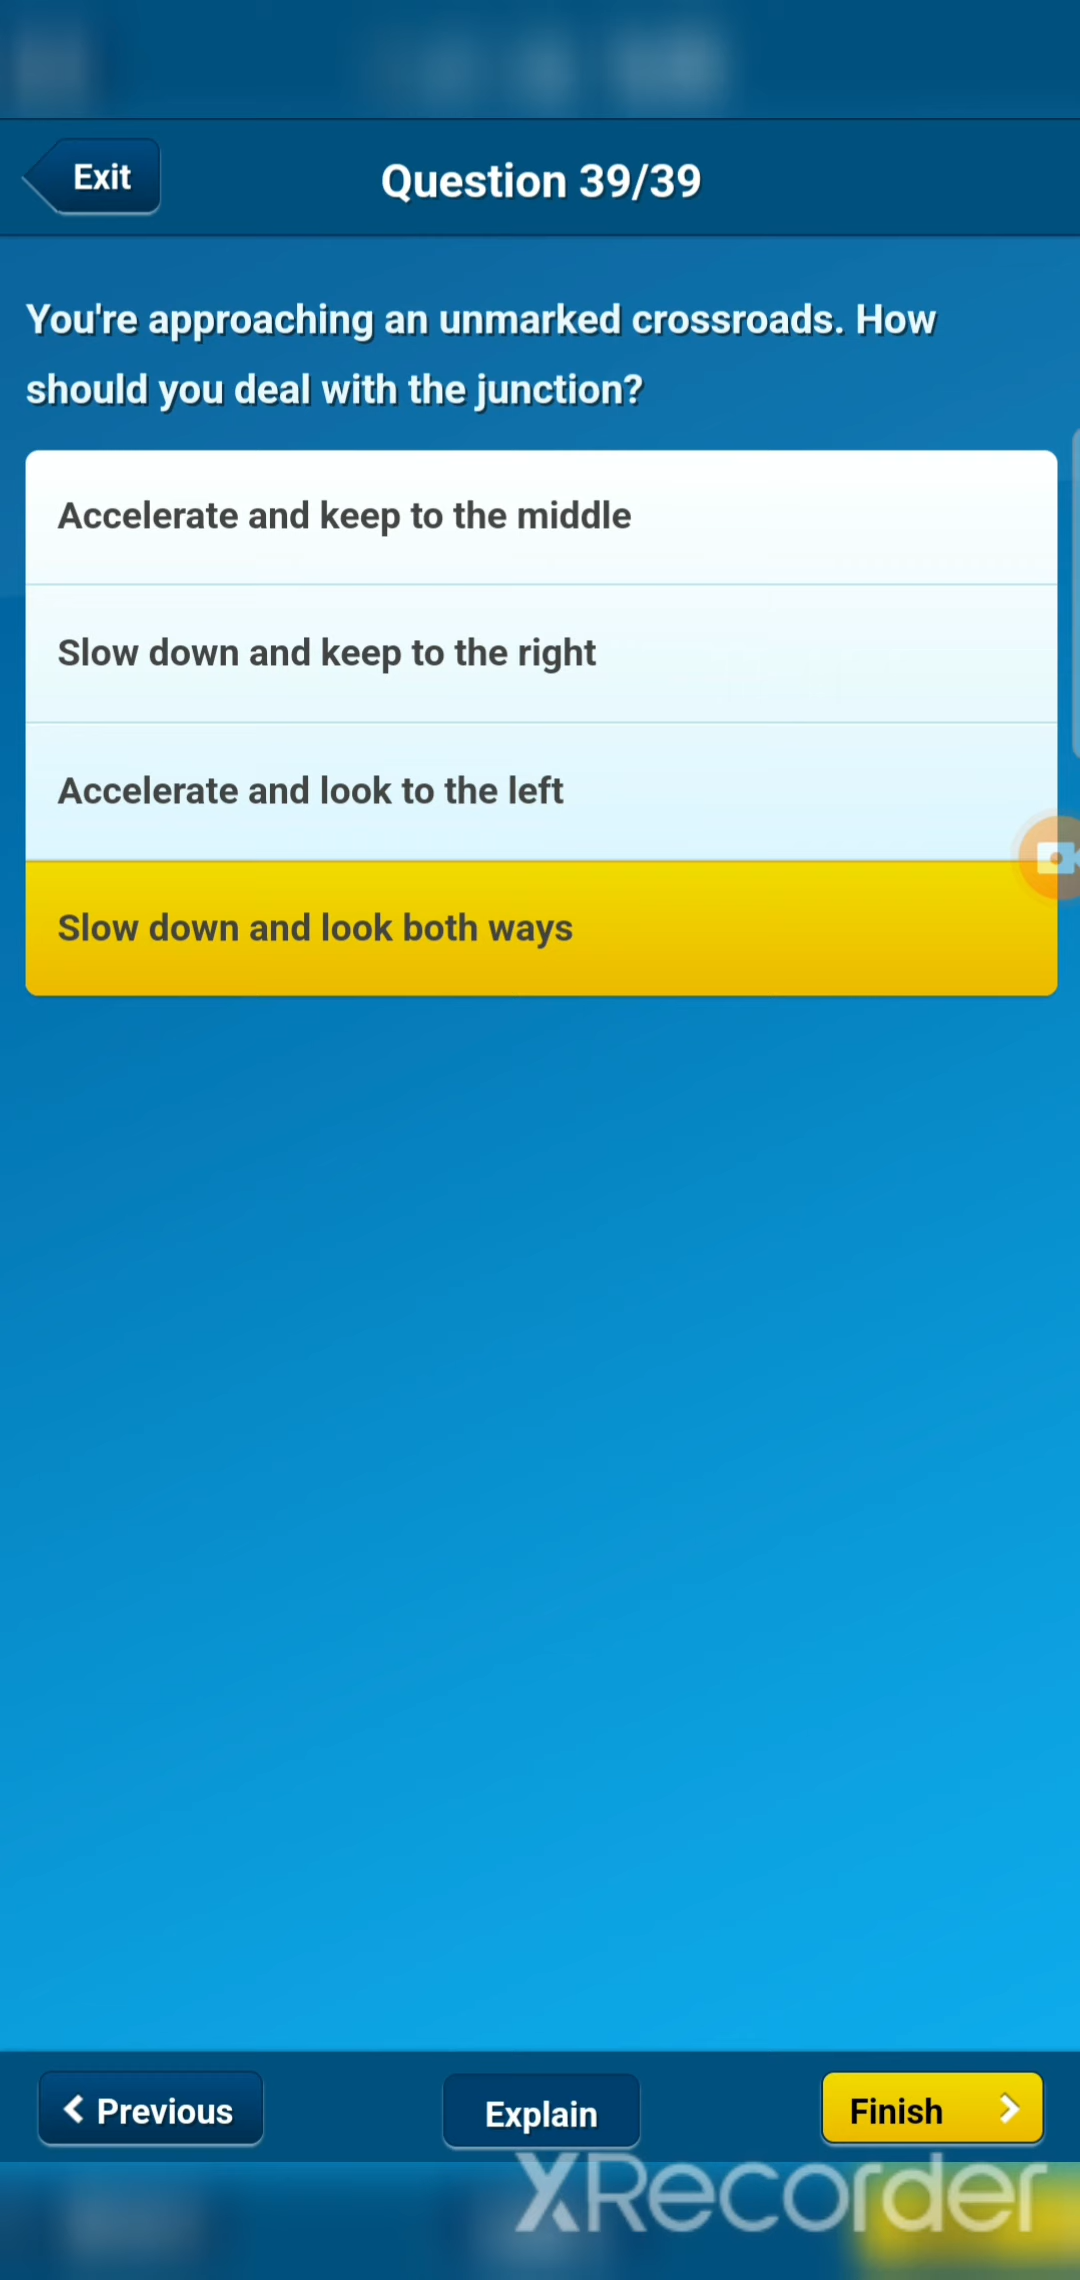 Exit
Question 39/39
You're approaching an unmarked crossroads. How
should you deal with the junction?
Accelerate and keep to the middle
Slow down and keep to the right
Accelerate and look to the left
Slow down and look both ways
Previous
Explain
Finish
XRecorder